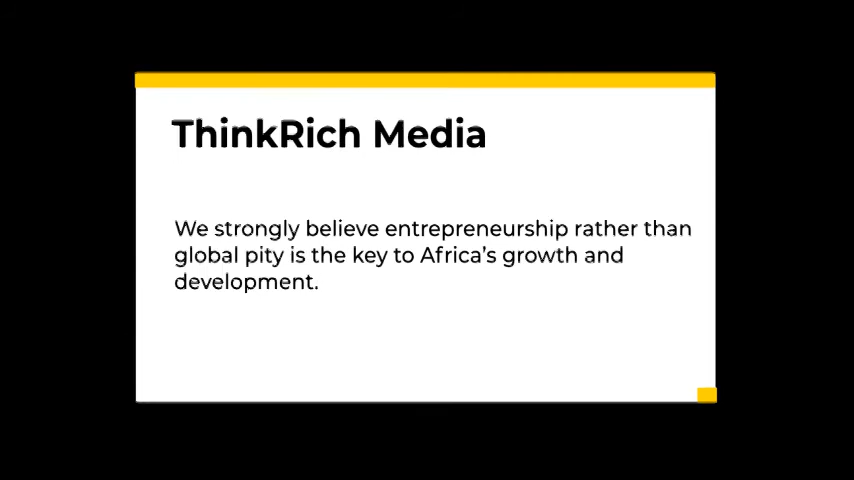 ThinkRich Media
We strongly believe entrepreneurship rather than
global pity is the key to Africa’s growth and
development.